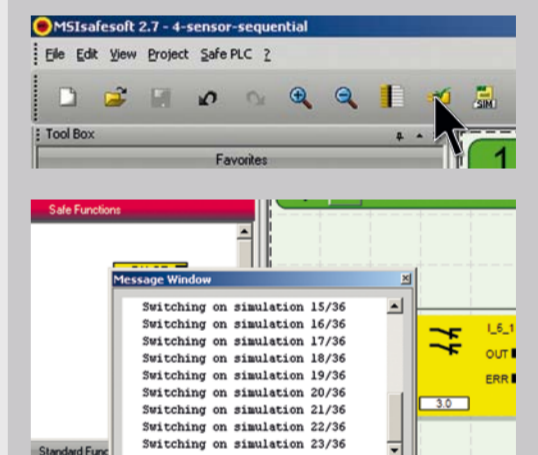 MSIsafesoft 2.7 - 4-sensor-sequential
File Edit View Project Safe PLC ?
SIM
Tool Box
Favorites
1
Safe Functions
Message Window
Switching on simulation 15/36
Switching on simulation 16/36
Switching on simulation 17/36
Switching on simulation 18/36
Switching on simulation 19/36
Switching on simulation 20/36
Switching on simulation 21/36
Switching on simulation 22/36
Switching on simulation 23/36
I_6_1
OUT
ERR
3.0
Standard Func